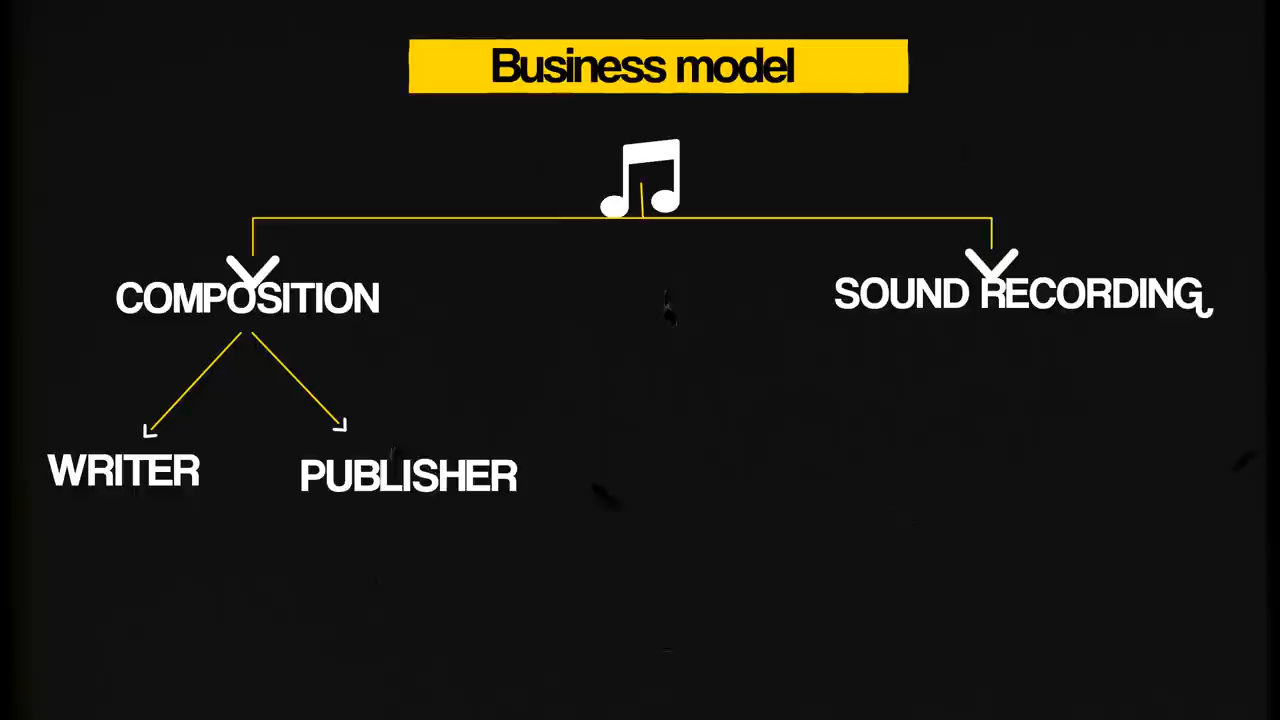 Business model
COMPOSITION
SOUND RECORDING
WRITER
PUBLISHER